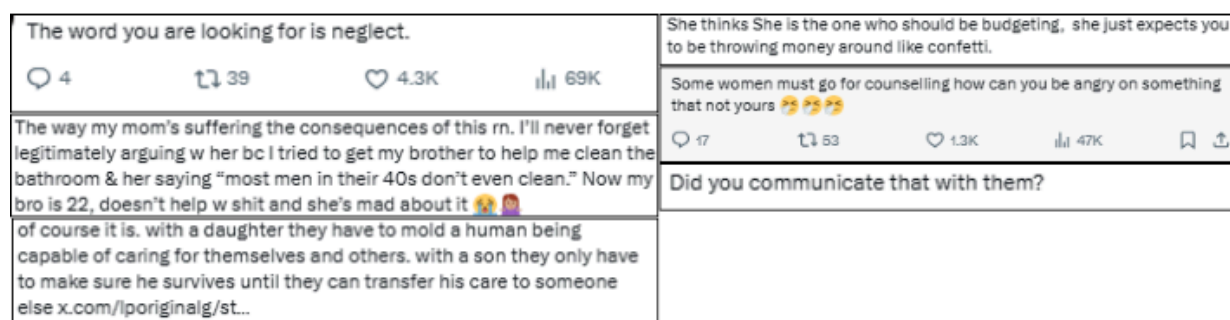 The word you are looking for is neglect.
4 39 4.3K 69K
The way my mom's suffering the consequences of this rn. I'll never forget
legitimately arguing w her bc I tried to get my brother to help me clean the
bathroom & her saying "most men in their 40s don't even clean." Now my
bro is 22, doesn't help w shit and she's mad about it 😭🤦🏽‍♀️
of course it is. with a daughter they have to mold a human being
capable of caring for themselves and others. with a son they only have
to make sure he survives until they can transfer his care to someone
else x.com/lporiginalg/st...
She thinks She is the one who should be budgeting, she just expects you
to be throwing money around like confetti.
Some women must go for counselling how can you be angry on something
that not yours 🤧🤧🤧
17 53 1.3K 47K
Did you communicate that with them?